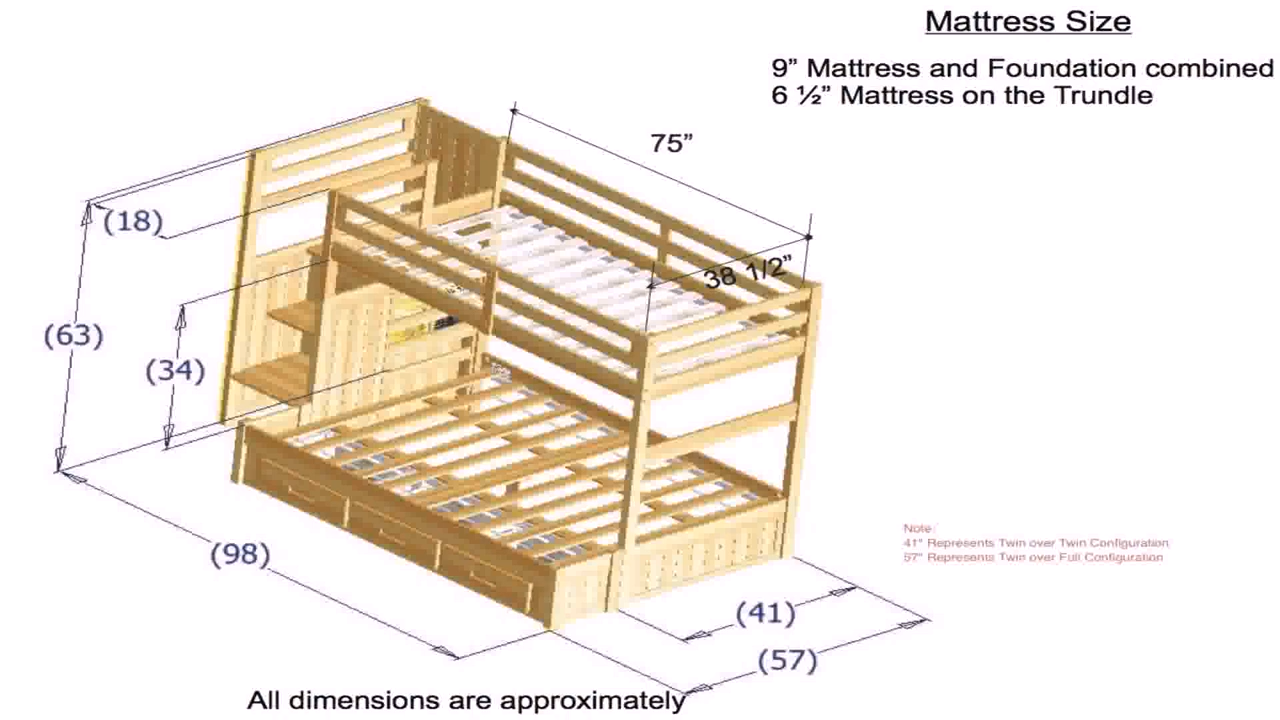 Mattress Size
9” Mattress and Foundation combined
6 ½” Mattress on the Trundle
75”
(18)
38 1/2”
(63)
(34)
Note:
41" Represents Twin over Twin Configuration
57" Represents Twin over Full Configuration
(98)
(41)
(57)
All dimensions are approximately